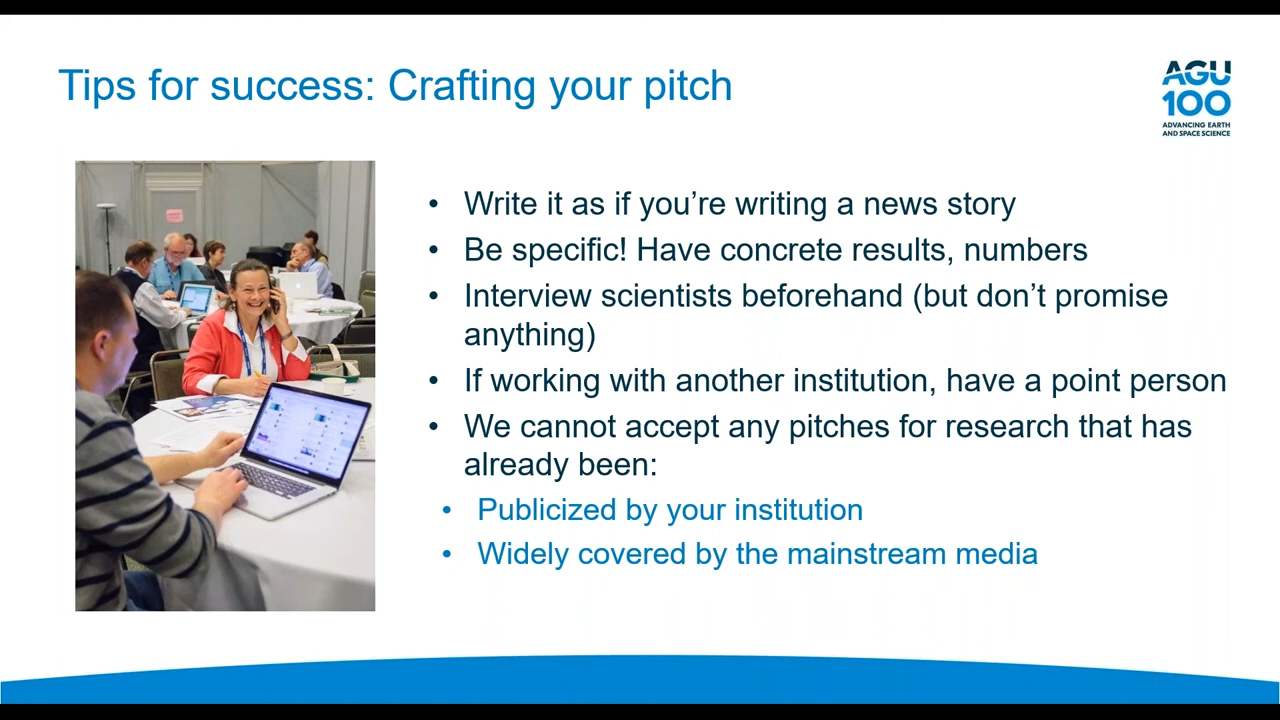 Tips for success: Crafting your pitch
AGU
100
ADVANCING EARTH
AND SPACE SCIENCE
• Write it as if you’re writing a news story
• Be specific! Have concrete results, numbers
• Interview scientists beforehand (but don’t promise
anything)
• If working with another institution, have a point person
• We cannot accept any pitches for research that has
already been:
• Publicized by your institution
• Widely covered by the mainstream media